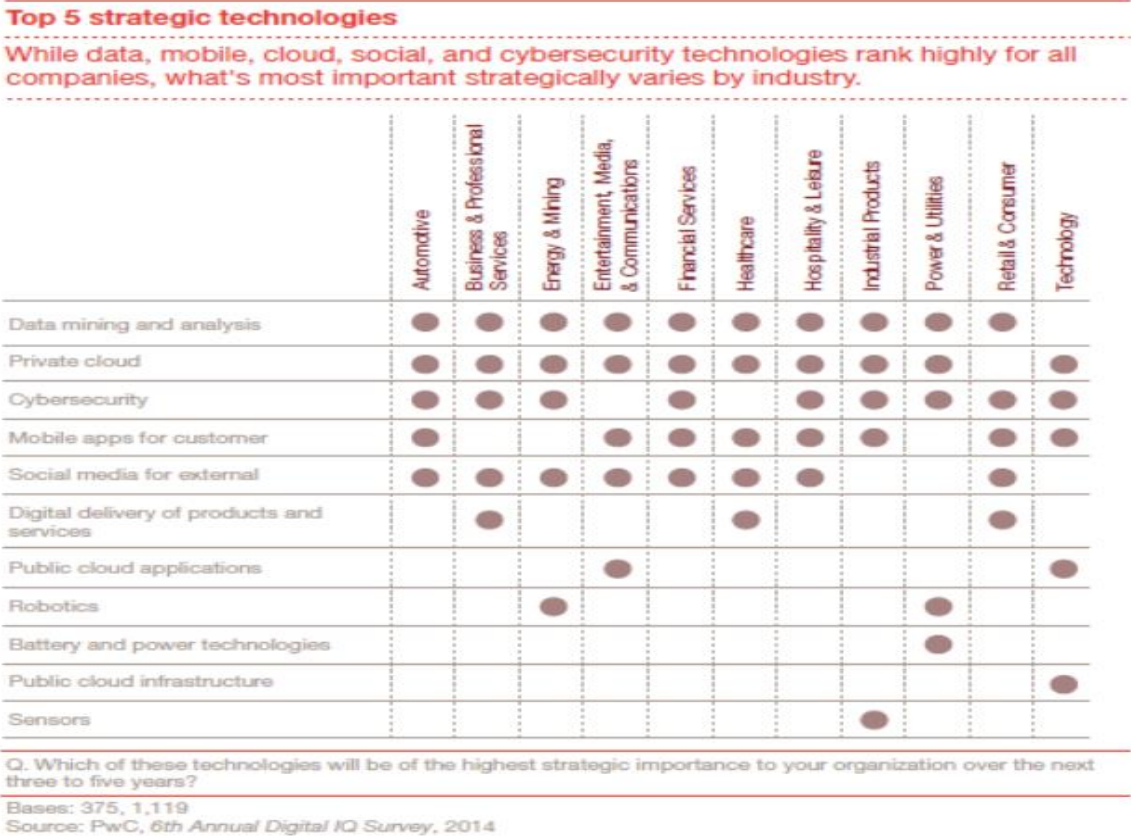 Top 5 strategic technologies
While data, mobile, cloud, social, and cybersecurity technologies rank highly for all
companies, what's most important strategically varies by industry.
Automotive
Business & Professional
Services
Energy & Mining
Entertainment, Media,
& Communications
Financial Services
Healthcare
Hospitality & Leisure
Industrial Products
Power & Utilities
Retail & Consumer
Technology
Data mining and analysis
Private cloud
Cybersecurity
Mobile apps for customer
Social media for external
Digital delivery of products and
services
Public cloud applications
Robotics
Battery and power technologies
Public cloud infrastructure
Sensors
Q. Which of these technologies will be of the highest strategic importance to your organization over the next
three to five years?
Bases: 375, 1,119
Source: PwC, 6th Annual Digital IQ Survey, 2014